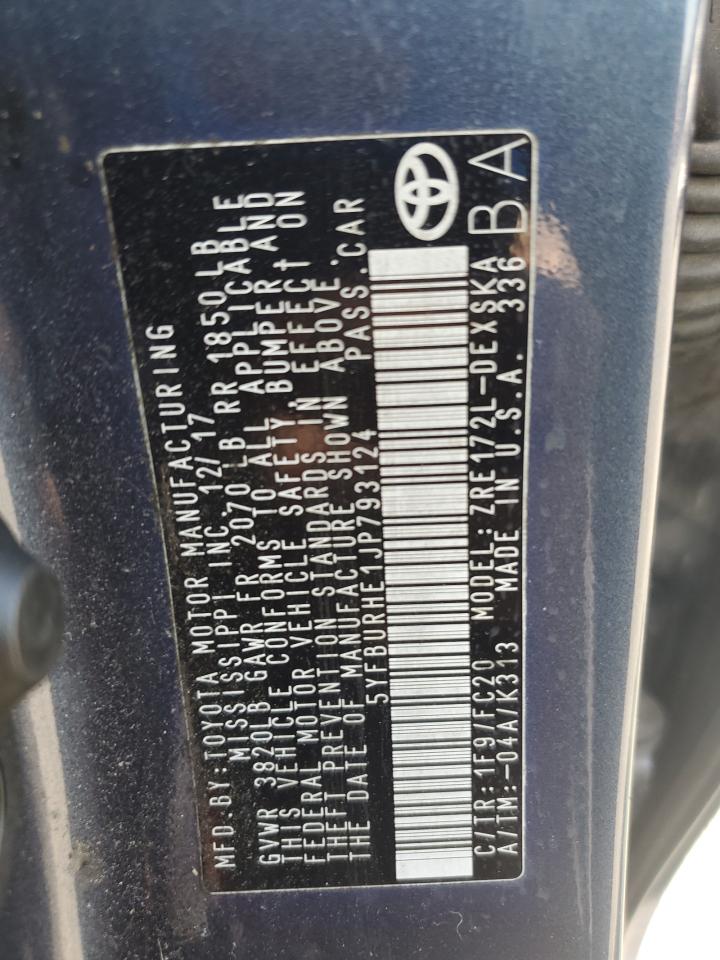 MFD.BY:TOYOTA MOTOR MANUFACTURING
MISSISSIPPI INC. 12/17
GVWR 3820LB GAWR FR 2070 LB RR 1850 LB
THIS VEHICLE CONFORMS TO ALL APPLICABLE
FEDERAL MOTOR VEHICLE SAFETY, BUMPER AND
THEFT PREVENTION STANDARDS IN EFFECT ON
THE DATE OF MANUFACTURE SHOWN ABOVE.
5YFBURHE1JP793124 PASS.CAR
C/TR:1F9/FC20 MODEL:ZRE172L-DEXSKA
A/TM:-04A/K313 MADE IN U.S.A. 336
BA